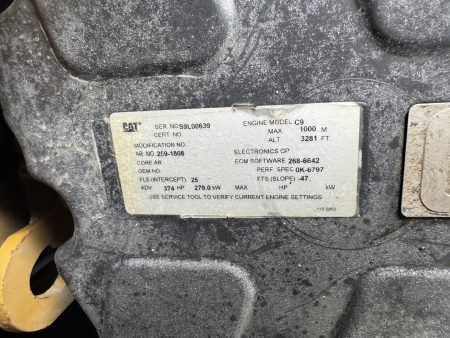 CAT SER. NO S9L00639 ENGINE MODEL C9
CERT. NO. MAX 1000 M
ALT 3281 FT
MODIFICATION NO
AR. NO. 259-1808 ELECTRONICS GP
CORE AR ECM SOFTWARE 268-6642
OEM NO PERF. SPEC 0K-6797
FLS (INTERCEPT) 25 FTS (SLOPE) -47
ADV 374 HP 279.0 kW MAX HP kW
USE SERVICE TOOL TO VERIFY CURRENT ENGINE SETTINGS